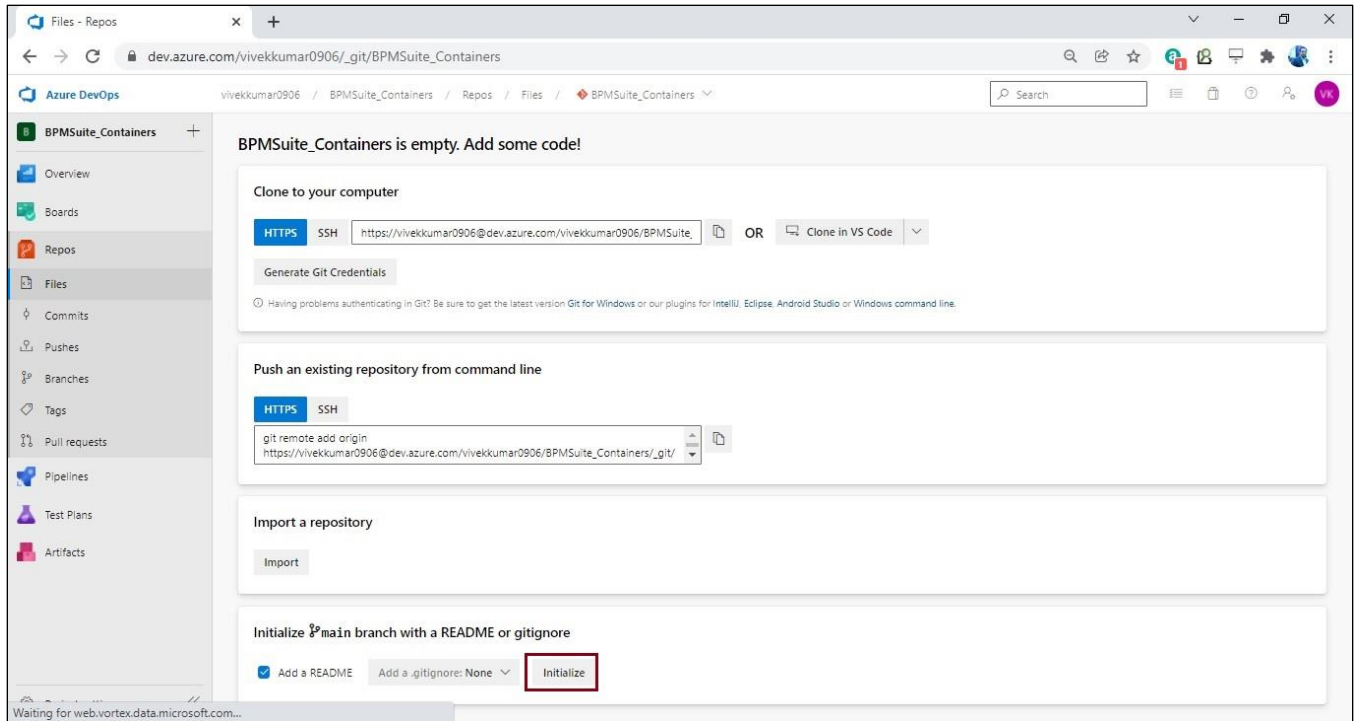 Files - Repos
dev.azure.com/vivekkumar0906/_git/BPMSuite_Containers
Azure DevOps
vivekkumar0906 / BPMSuite_Containers / Repos / Files / BPMSuite_Containers
Search
VK
B BPMSuite_Containers
Overview
Boards
Repos
Files
Commits
Pushes
Branches
Tags
Pull requests
Pipelines
Test Plans
Artifacts
BPMSuite_Containers is empty. Add some code!
Clone to your computer
HTTPS SSH https://vivekkumar0906@dev.azure.com/vivekkumar0906/BPMSuite_ OR Clone in VS Code
Generate Git Credentials
Having problems authenticating in Git? Be sure to get the latest version Git for Windows or our plugins for IntelliJ, Eclipse, Android Studio or Windows command line.
Push an existing repository from command line
HTTPS SSH
git remote add origin
https://vivekkumar0906@dev.azure.com/vivekkumar0906/BPMSuite_Containers/_git/
Import a repository
Import
Initialize main branch with a README or gitignore
Add a README Add a .gitignore: None Initialize
Waiting for web.vortex.data.microsoft.com...